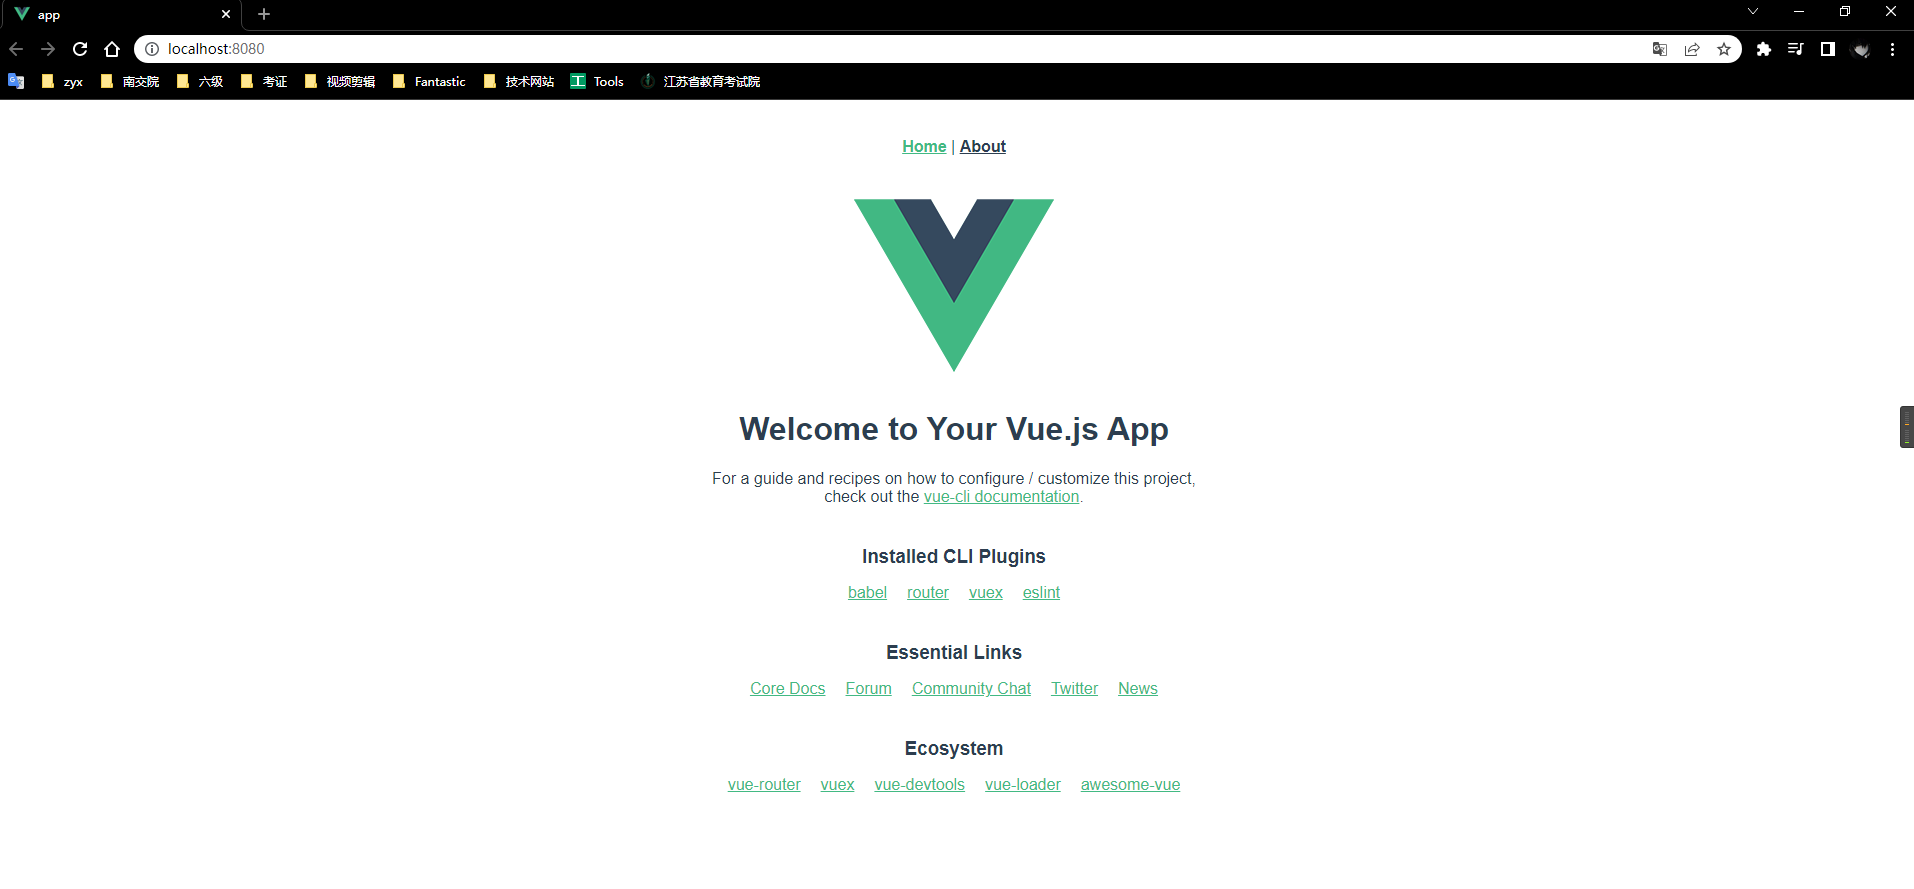 app
localhost:8080
zyx 南交院 六级 考证 视频剪辑 Fantastic 技术网站 Tools 江苏省教育考试院
Home | About
Welcome to Your Vue.js App
For a guide and recipes on how to configure / customize this project,
check out the vue-cli documentation.
Installed CLI Plugins
babel router vuex eslint
Essential Links
Core Docs Forum Community Chat Twitter News
Ecosystem
vue-router vuex vue-devtools vue-loader awesome-vue